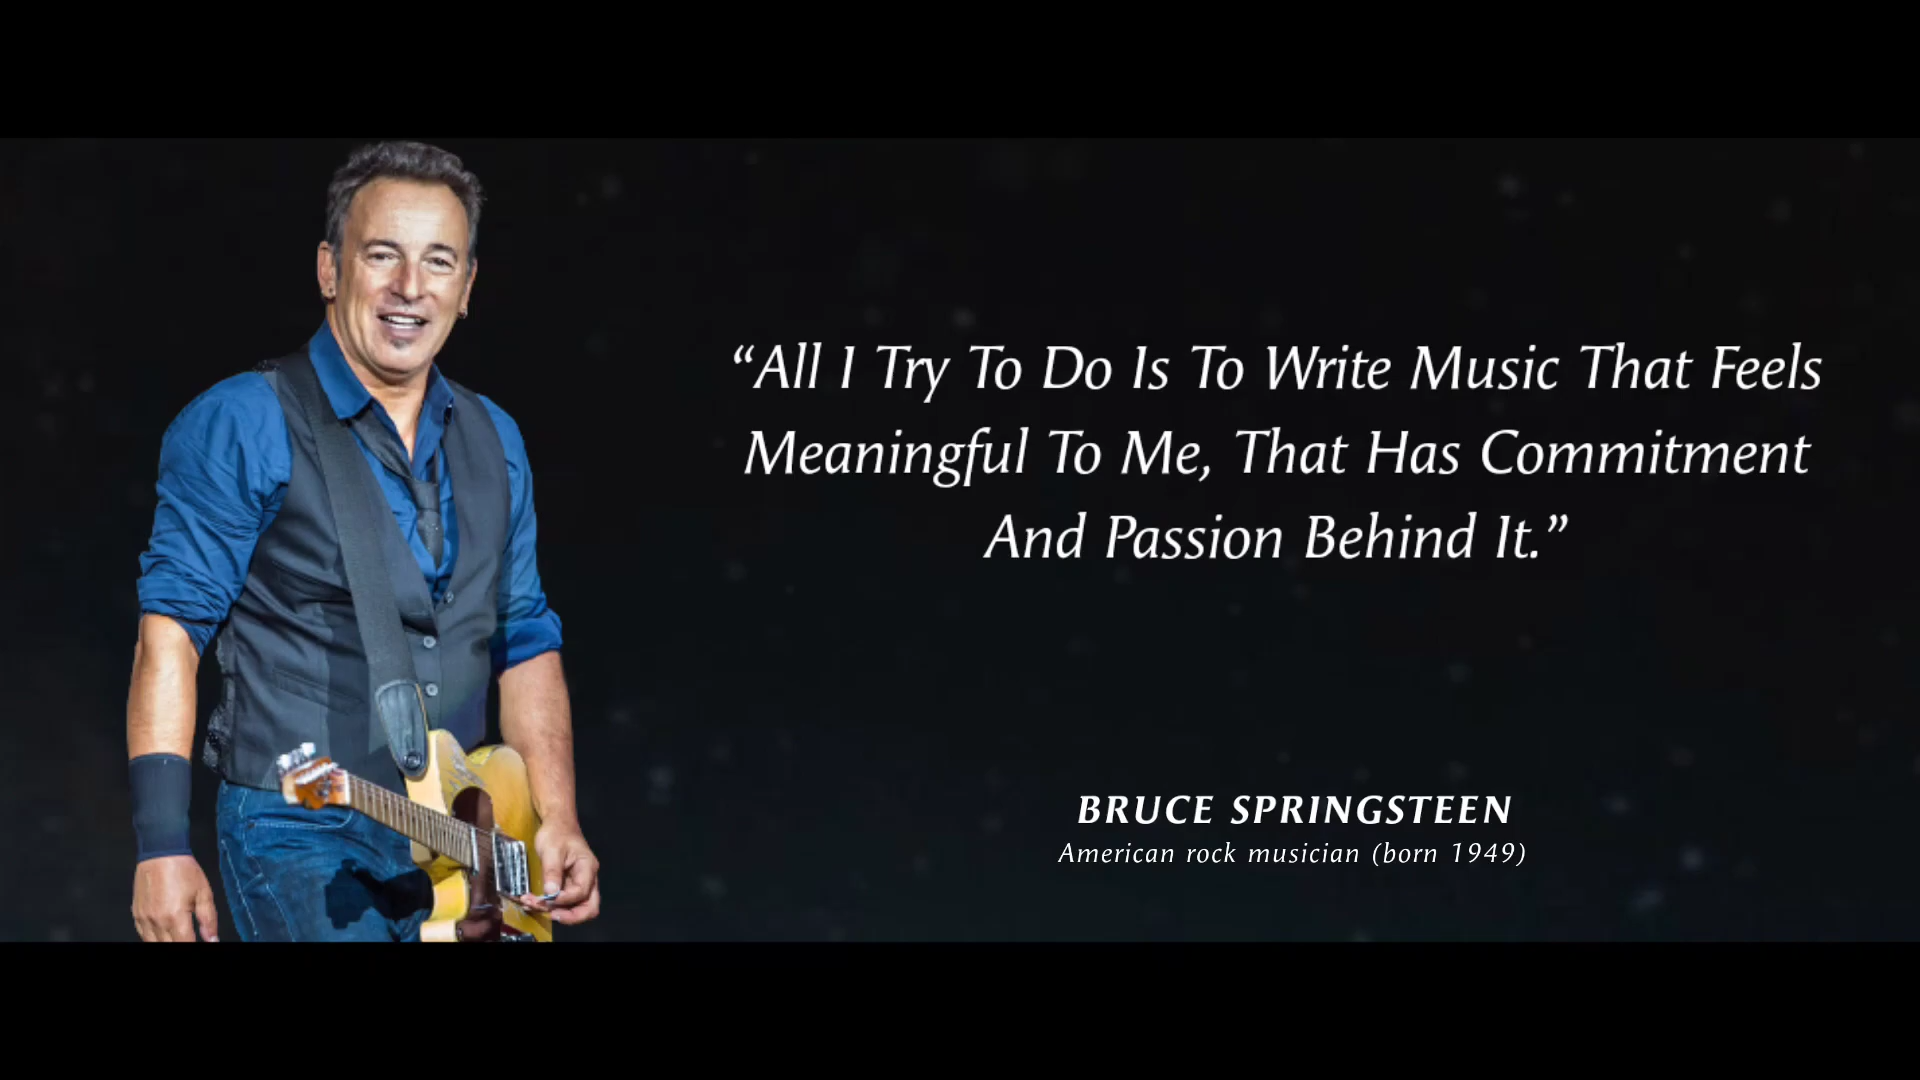 “All I Try To Do Is To Write Music That Feels
Meaningful To Me, That Has Commitment
And Passion Behind It.”
BRUCE SPRINGSTEEN
American rock musician (born 1949)